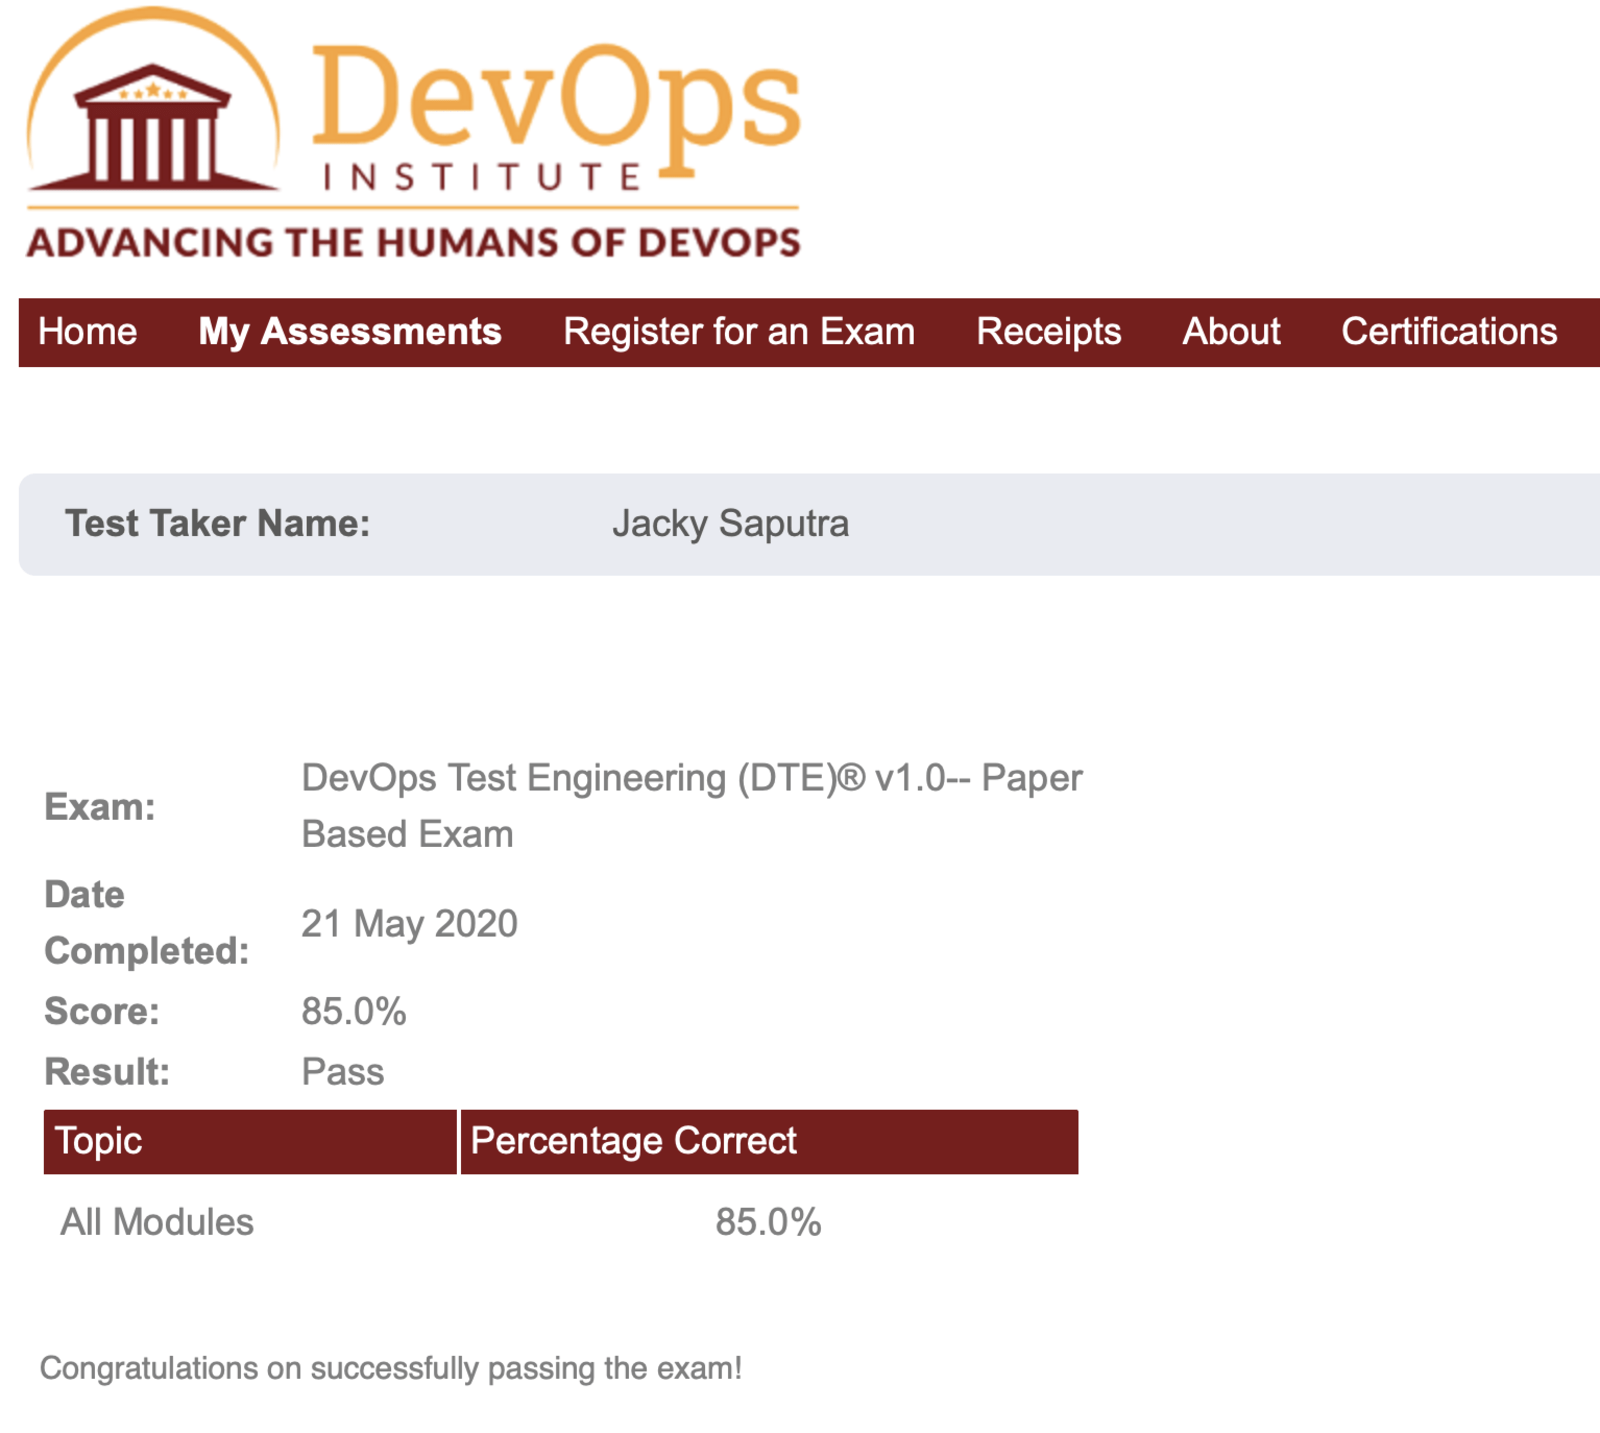 DevOps
INSTITUTE
ADVANCING THE HUMANS OF DEVOPS
Home My Assessments Register for an Exam Receipts About Certifications
Test Taker Name: Jacky Saputra
Exam: DevOps Test Engineering (DTE)® v1.0-- Paper
Based Exam
Date
Completed: 21 May 2020
Score: 85.0%
Result: Pass
Topic Percentage Correct
All Modules 85.0%
Congratulations on successfully passing the exam!